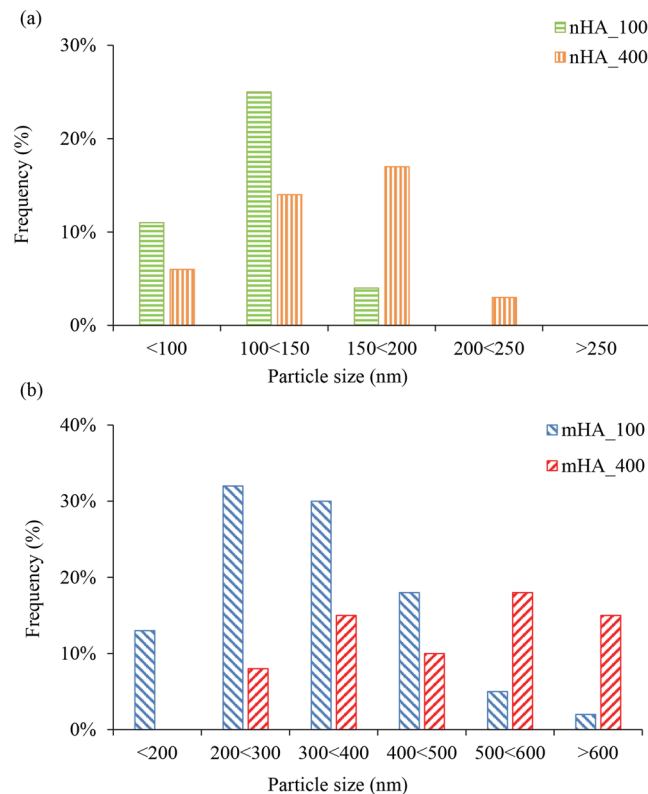 (a)
nHA_100
nHA_400
30%
20%
10%
0%
Frequency (%)
<100 100<150 150<200 200<250 >250
Particle size (nm)
(b)
mHA_100
mHA_400
40%
30%
20%
10%
0%
Frequency (%)
<200 200<300 300<400 400<500 500<600 >600
Particle size (nm)